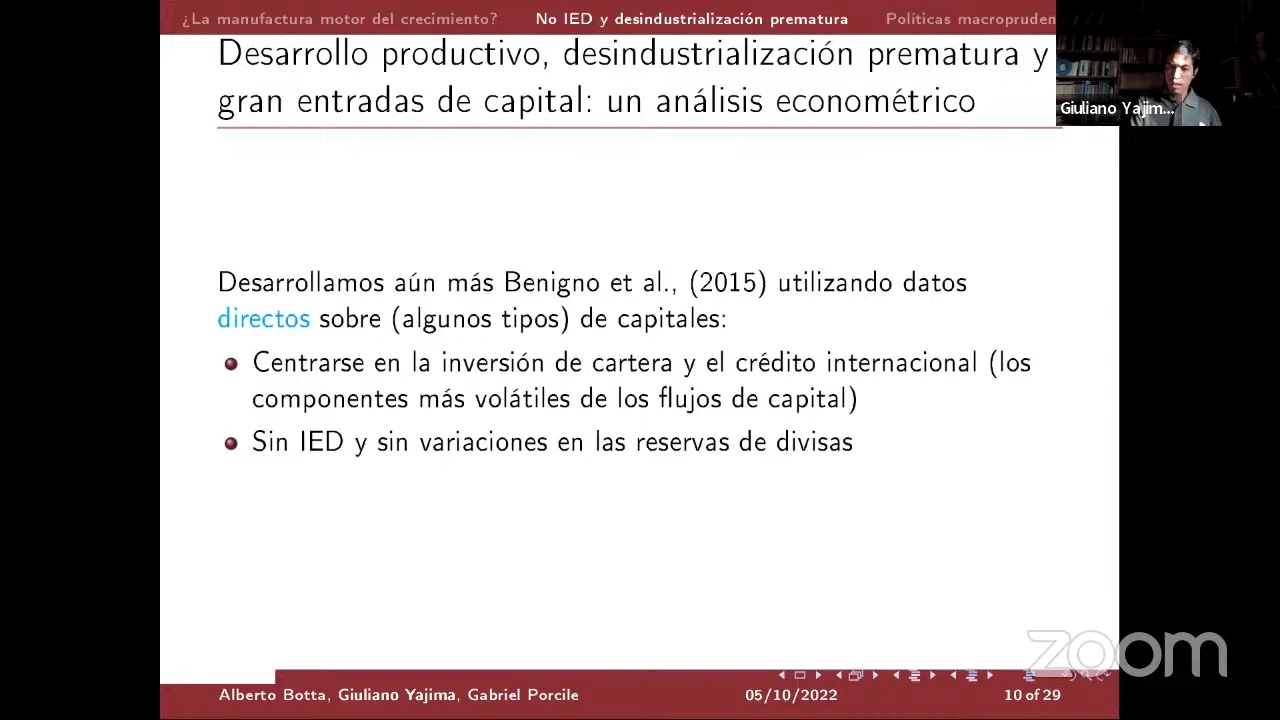 ¿La manufactura motor del crecimiento? No IED y desindustrialización prematura Políticas macropruden
Desarrollo productivo, desindustrialización prematura y
gran entradas de capital: un análisis econométrico
Giuliano Yajim...
Desarrollamos aún más Benigno et al., (2015) utilizando datos
directos sobre (algunos tipos) de capitales:
Centrarse en la inversión de cartera y el crédito internacional (los
componentes más volátiles de los flujos de capital)
Sin IED y sin variaciones en las reservas de divisas
zoom
Alberto Botta, Giuliano Yajima, Gabriel Porcile 05/10/2022 10 of 29